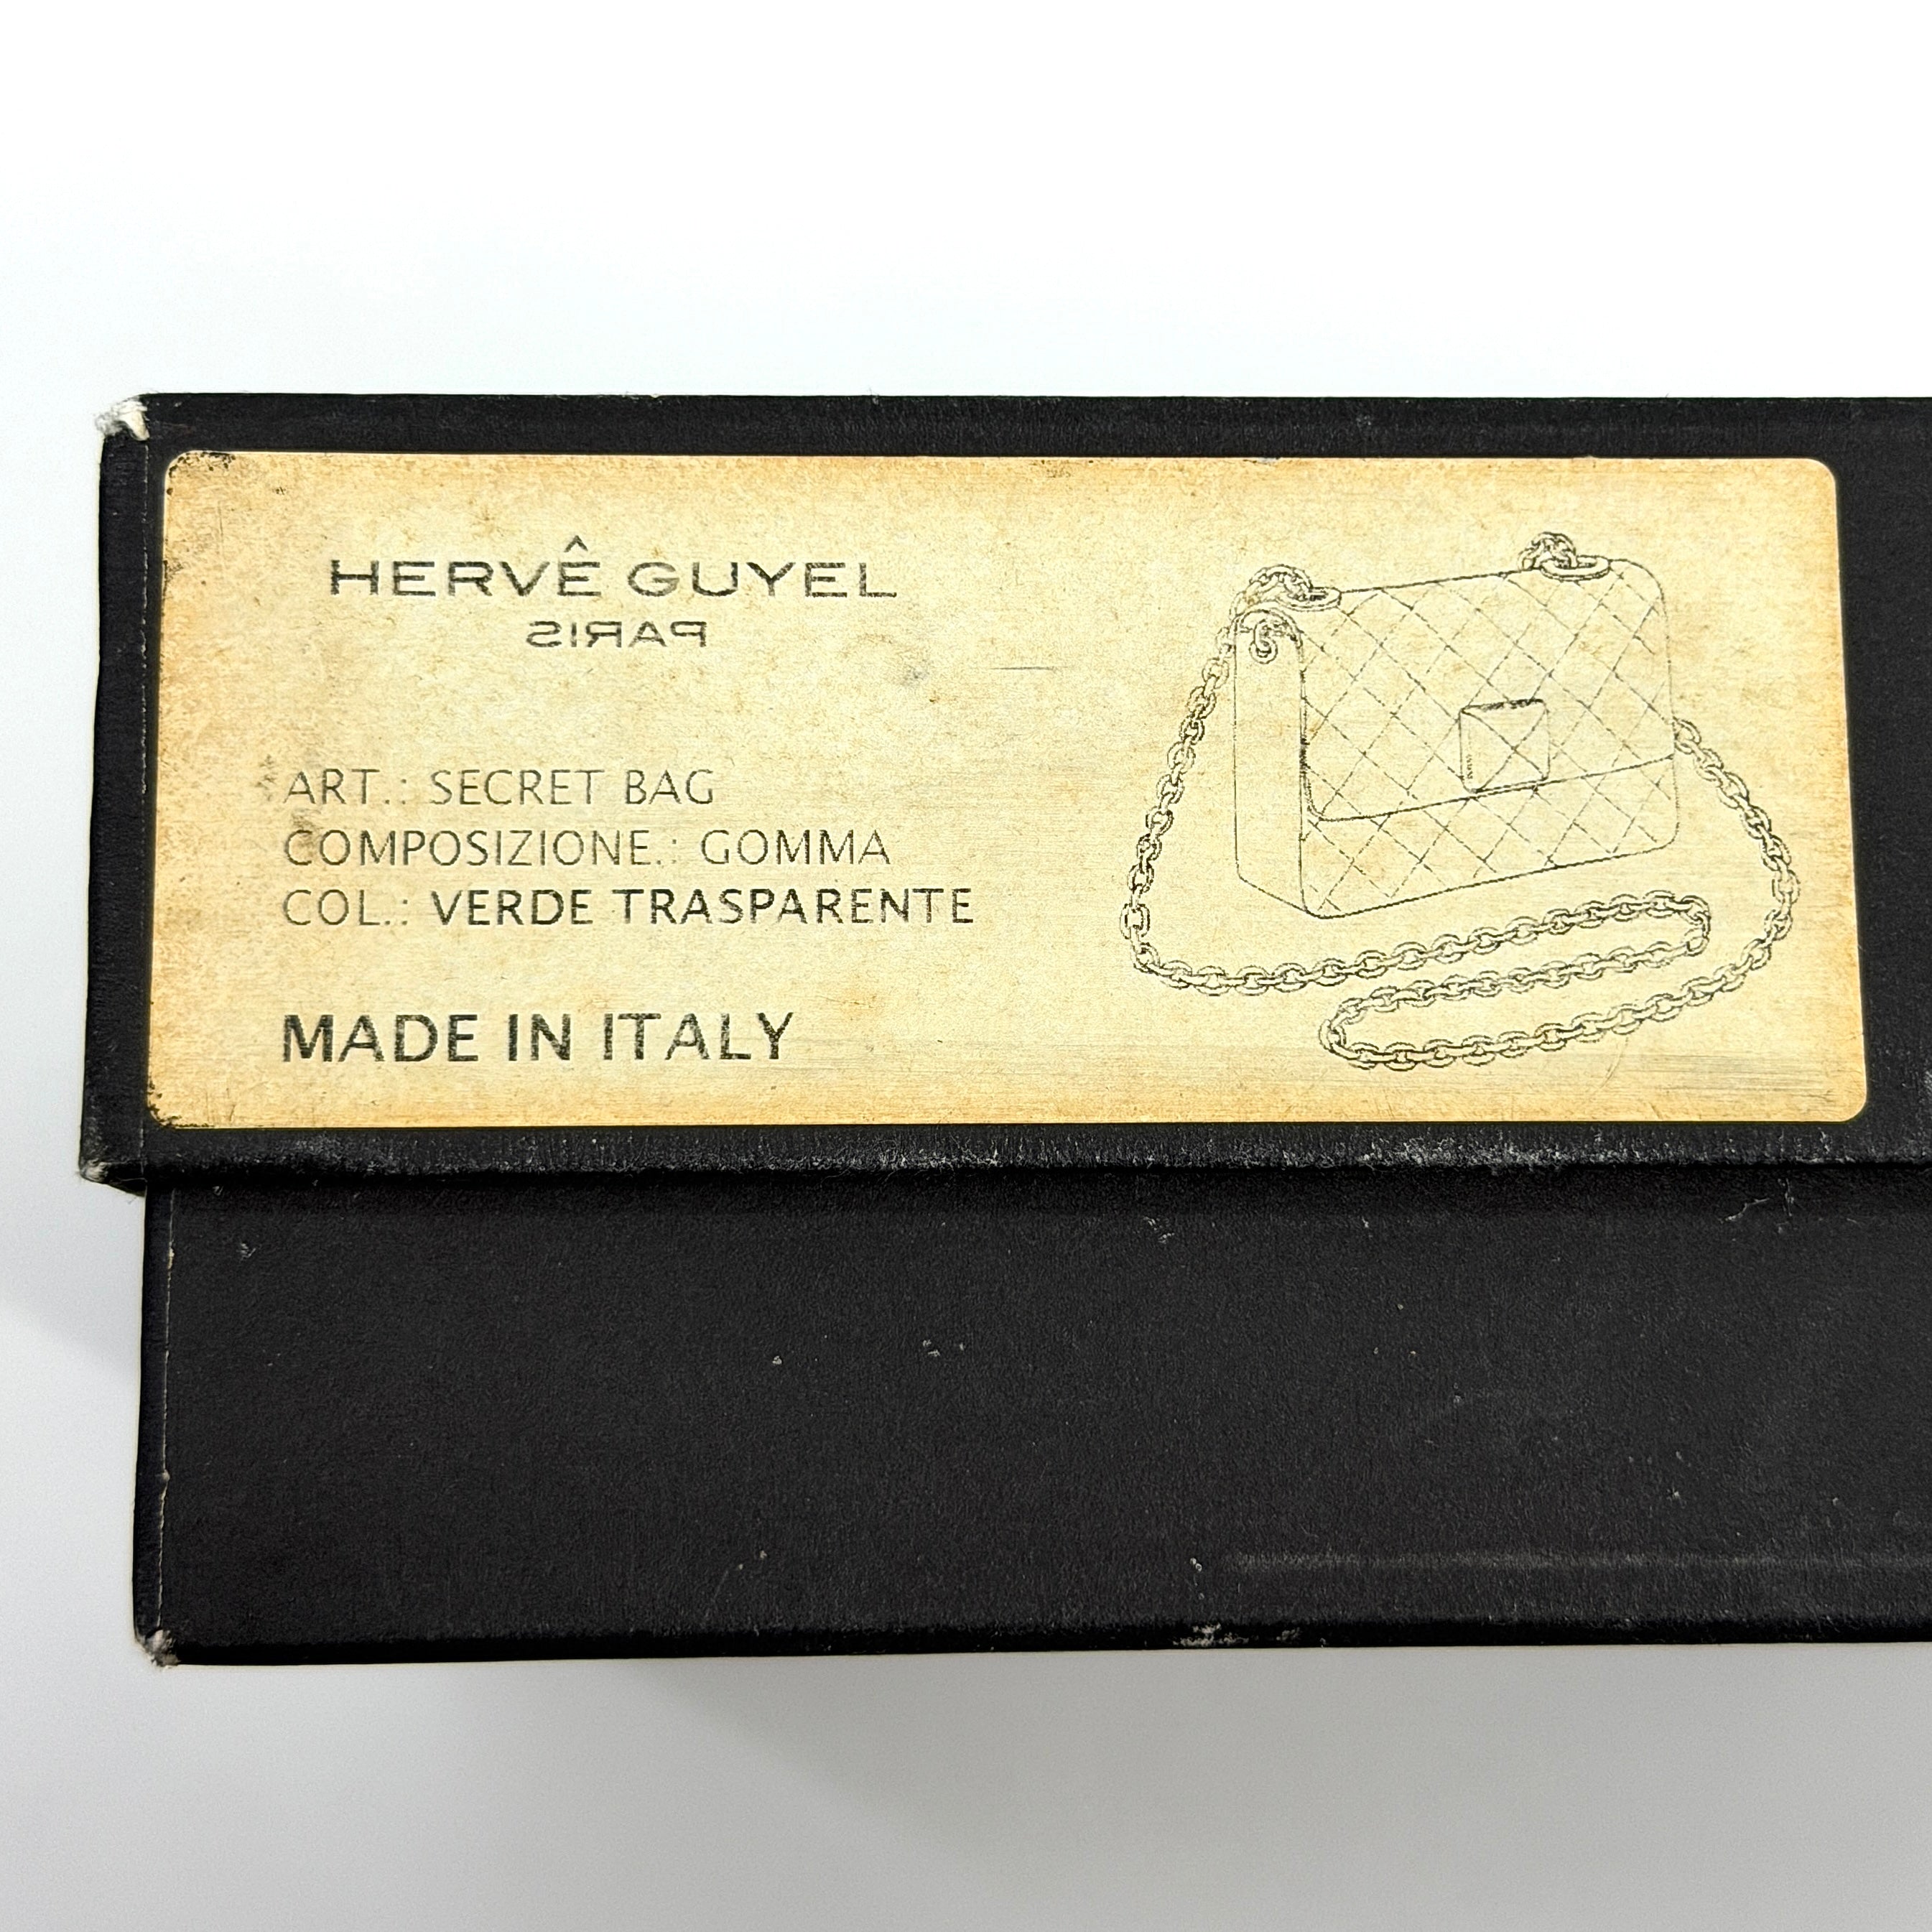 HERVÊ GUYEL
PARIS
ART.: SECRET BAG
COMPOSIZIONE.: GOMMA
COL.: VERDE TRASPARENTE
MADE IN ITALY